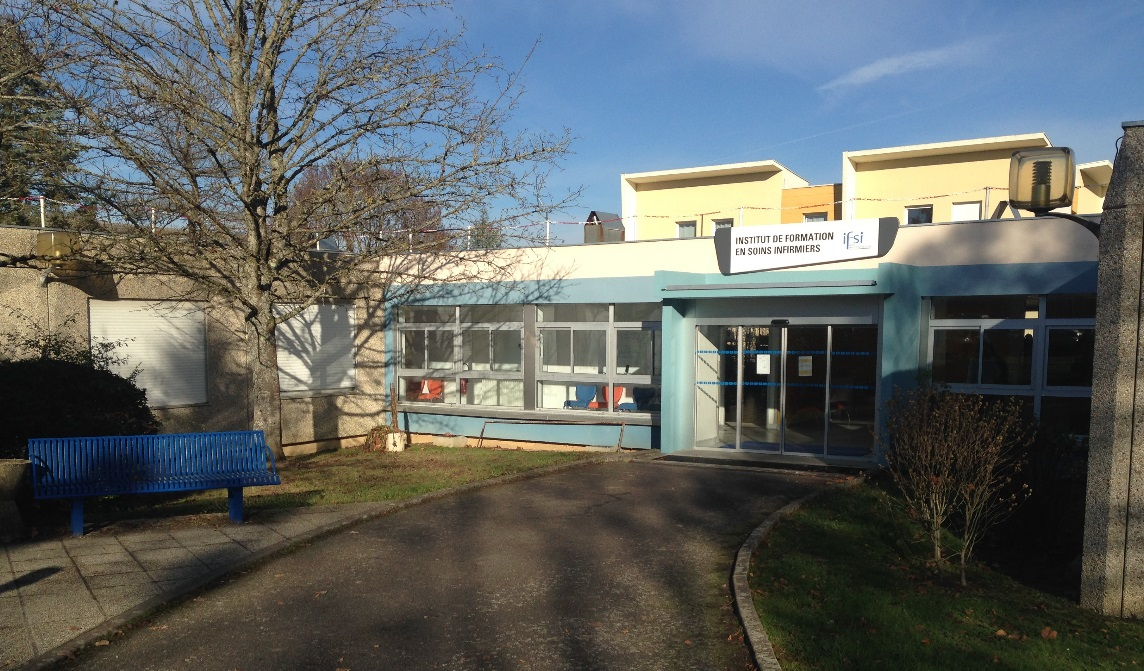 INSTITUT DE FORMATION
EN SOINS INFIRMIERS
ifsi